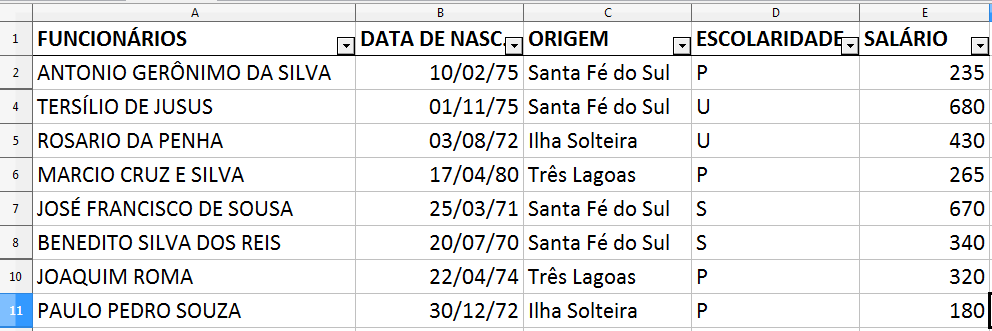 A B C D E
1 FUNCIONÁRIOS DATA DE NASC. ORIGEM ESCOLARIDADE SALÁRIO
2 ANTONIO GERÔNIMO DA SILVA 10/02/75 Santa Fé do Sul P 235
4 TERSÍLIO DE JUSUS 01/11/75 Santa Fé do Sul U 680
5 ROSARIO DA PENHA 03/08/72 Ilha Solteira U 430
6 MARCIO CRUZ E SILVA 17/04/80 Três Lagoas P 265
7 JOSÉ FRANCISCO DE SOUSA 25/03/71 Santa Fé do Sul S 670
8 BENEDITO SILVA DOS REIS 20/07/70 Santa Fé do Sul S 340
10 JOAQUIM ROMA 22/04/74 Três Lagoas P 320
11 PAULO PEDRO SOUZA 30/12/72 Ilha Solteira P 180